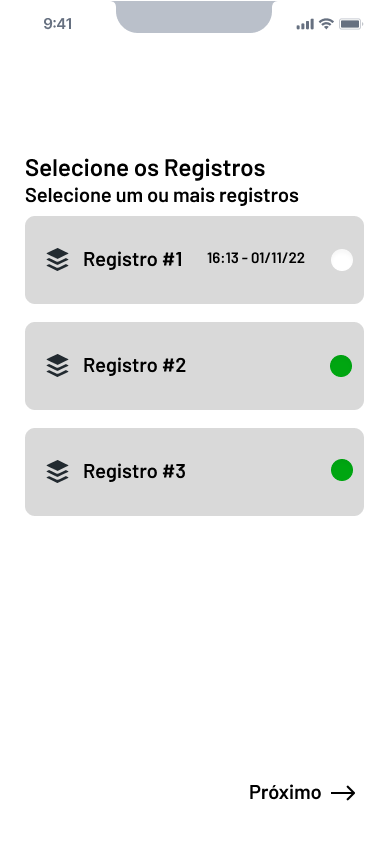 9:41
Selecione os Registros
Selecione um ou mais registros
Registro #1 16:13 - 01/11/22
Registro #2
Registro #3
Próximo